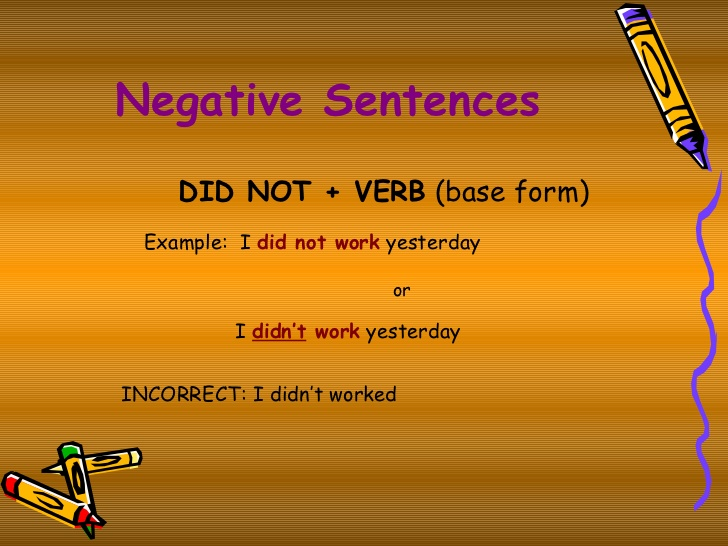 Negative Sentences
DID NOT + VERB (base form)
Example: I did not work yesterday
or
I didn’t work yesterday
INCORRECT: I didn’t worked